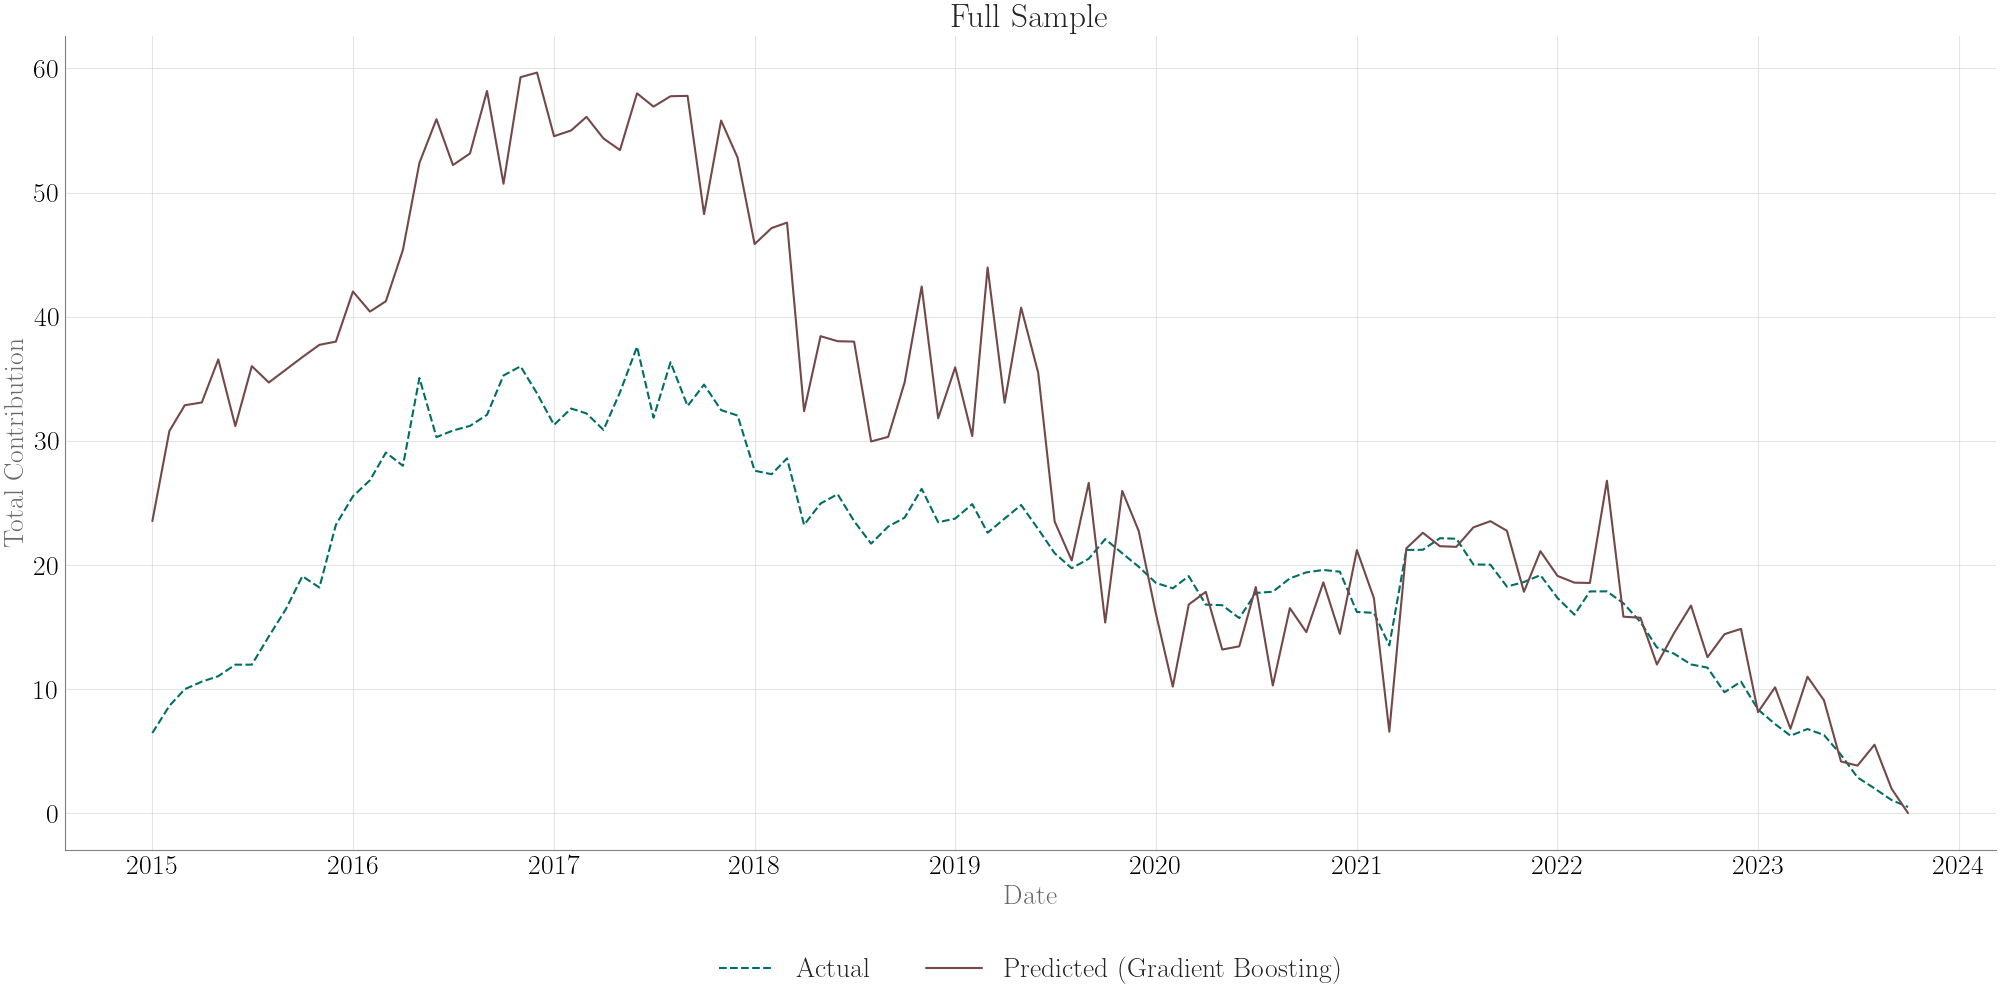 Full Sample
60
50
40
30
20
10
0
Total Contribution
2015 2016 2017 2018 2019 2020 2021 2022 2023 2024
Date
Actual Predicted (Gradient Boosting)